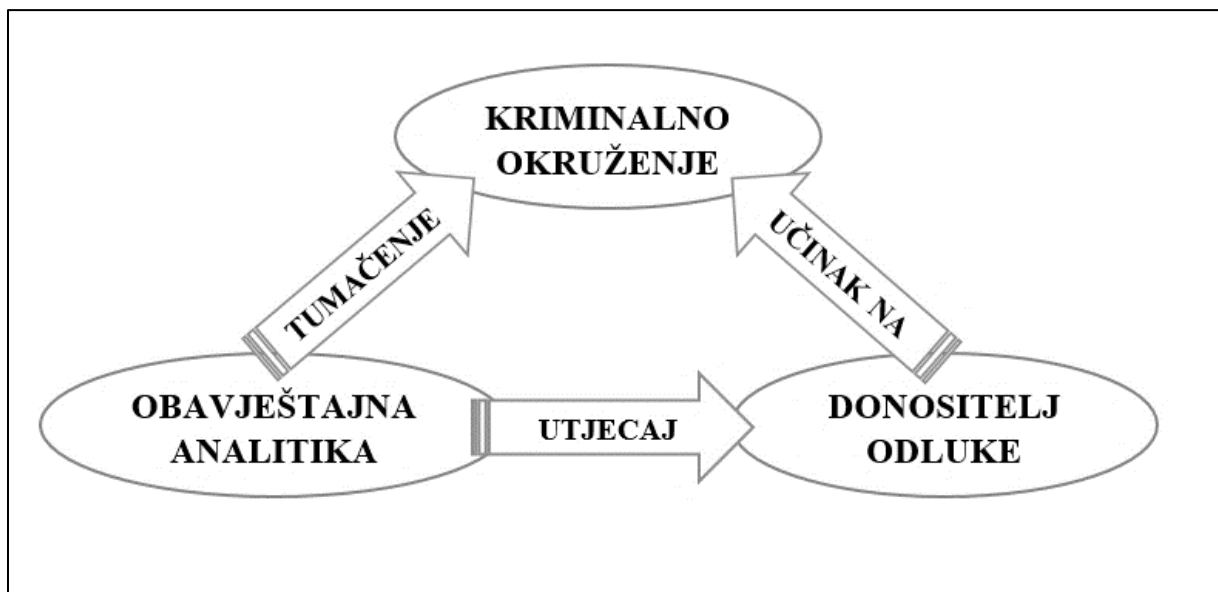 KRIMINALNO
OKRUŽENJE
TUMAČENJE
UČINAK NA
OBAVJEŠTAJNA
ANALITIKA
UTJECAJ
DONOSITELJ
ODLUKE